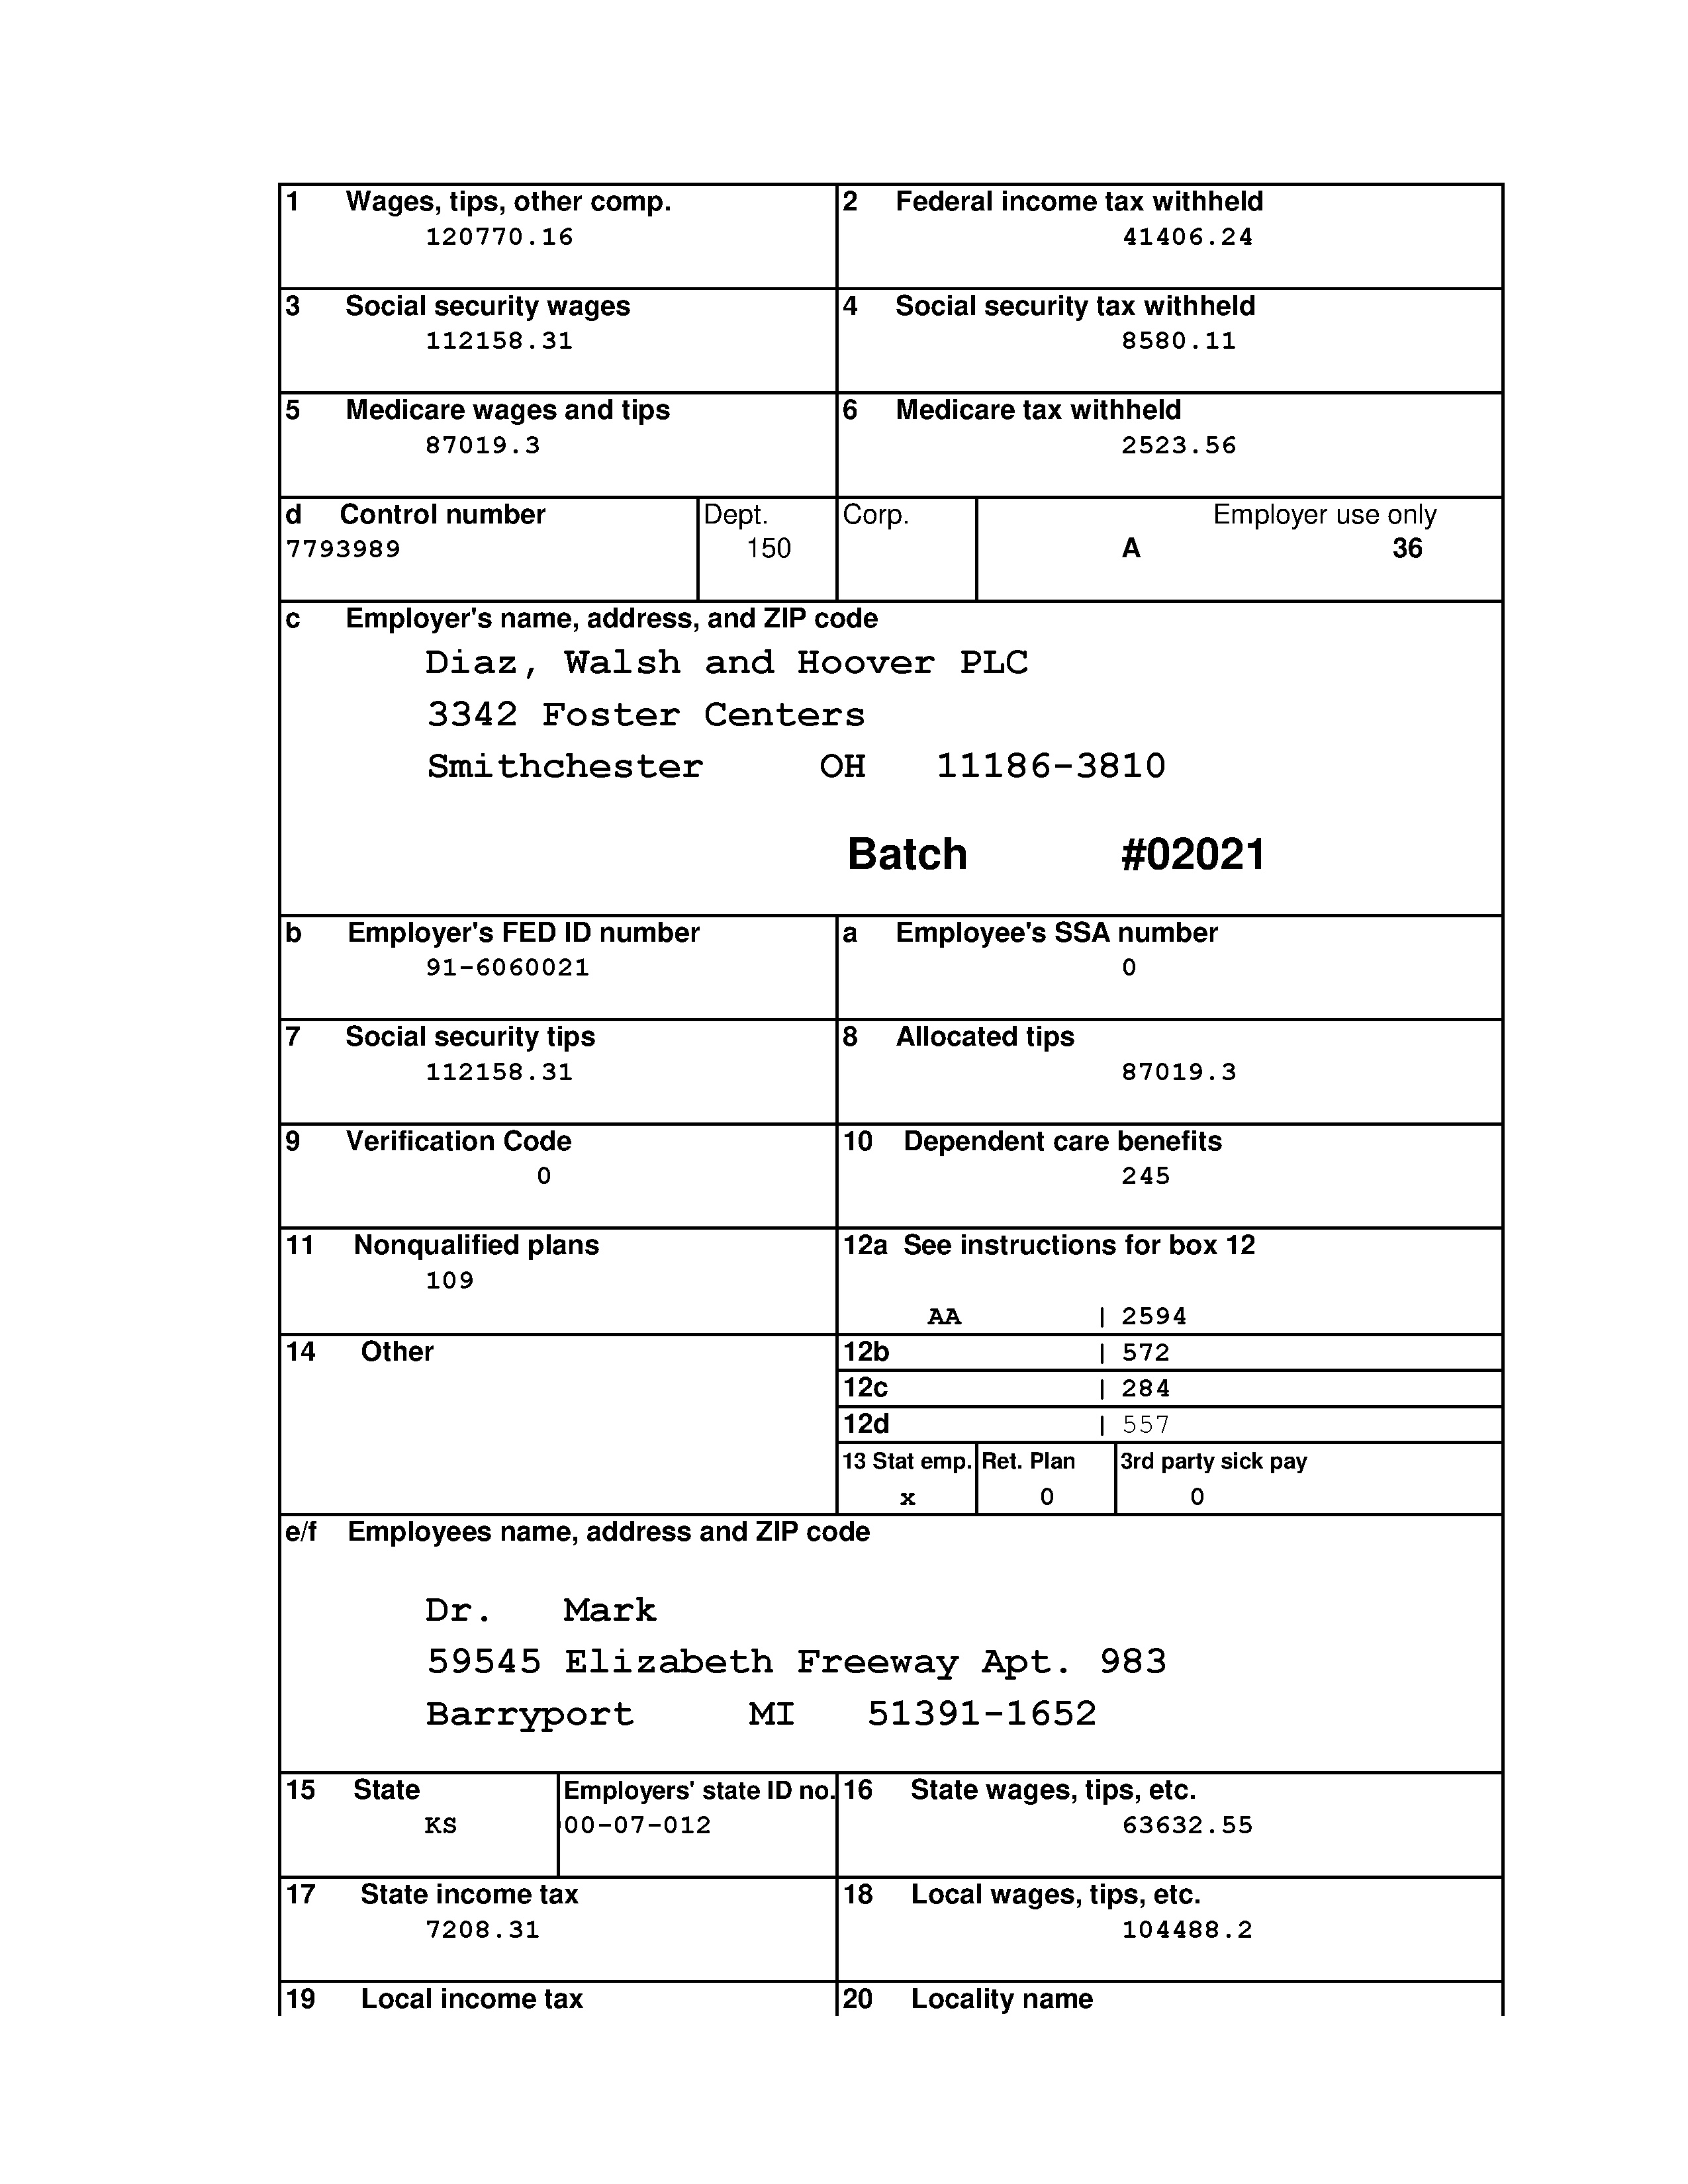 1 Wages, tips, other comp. 2 Federal income tax withheld
120770.16 41406.24
3 Social security wages 4 Social security tax withheld
112158.31 8580.11
5 Medicare wages and tips 6 Medicare tax withheld
87019.3 2523.56
d Control number Dept. Corp. Employer use only
7793989 150 A 36
c Employer's name, address, and ZIP code
Diaz, Walsh and Hoover PLC
3342 Foster Centers
Smithchester OH 11186-3810
Batch #02021
b Employer's FED ID number a Employee's SSA number
91-6060021 0
7 Social security tips 8 Allocated tips
112158.31 87019.3
9 Verification Code 10 Dependent care benefits
0 245
11 Nonqualified plans 12a See instructions for box 12
109
AA | 2594
14 Other 12b | 572
12c | 284
12d | 557
13 Stat emp. Ret. Plan 3rd party sick pay
x 0 0
e/f Employees name, address and ZIP code
Dr. Mark
59545 Elizabeth Freeway Apt. 983
Barryport MI 51391-1652
15 State Employers' state ID no. 16 State wages, tips, etc.
KS 00-07-012 63632.55
17 State income tax 18 Local wages, tips, etc.
7208.31 104488.2
19 Local income tax 20 Locality name